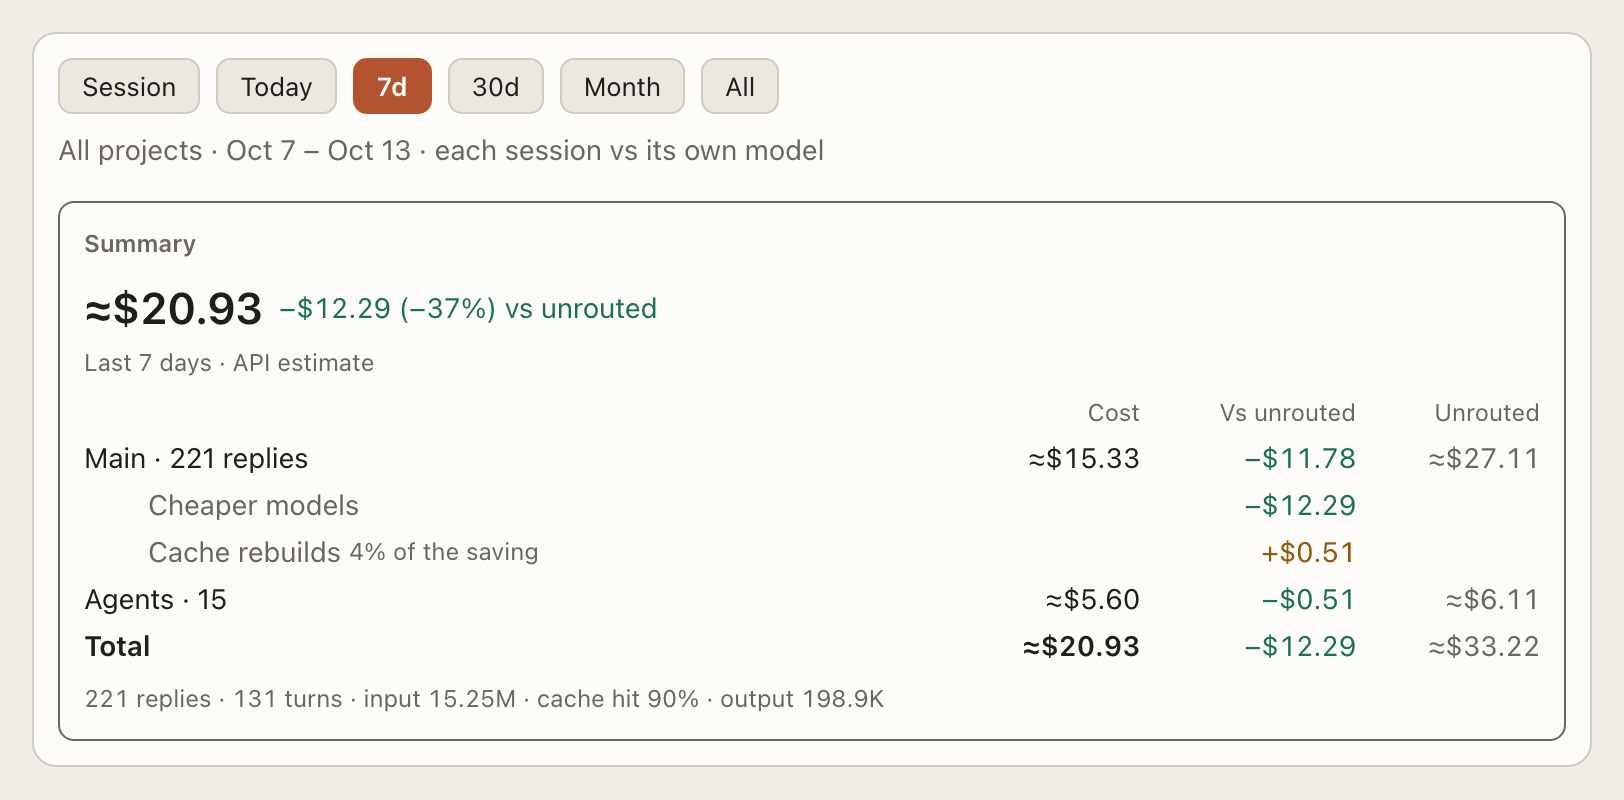 Session Today 7d 30d Month All
All projects · Oct 7 – Oct 13 · each session vs its own model
Summary
≈$20.93 −$12.29 (−37%) vs unrouted
Last 7 days · API estimate
Cost Vs unrouted Unrouted
Main · 221 replies ≈$15.33 −$11.78 ≈$27.11
Cheaper models −$12.29
Cache rebuilds 4% of the saving +$0.51
Agents · 15 ≈$5.60 −$0.51 ≈$6.11
Total ≈$20.93 −$12.29 ≈$33.22
221 replies · 131 turns · input 15.25M · cache hit 90% · output 198.9K